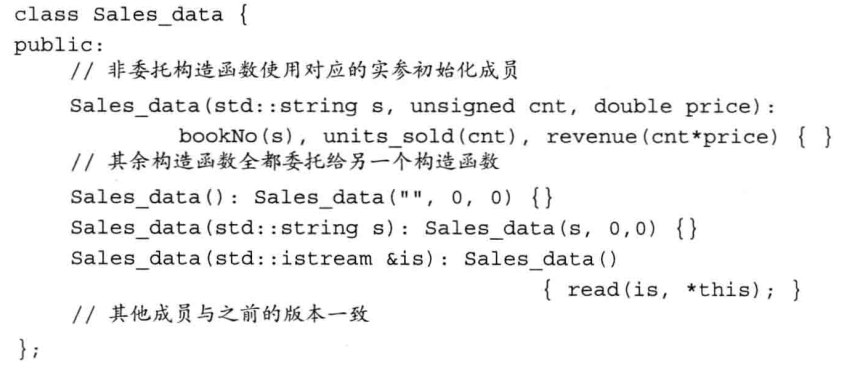 class Sales_data {
public:
// 非委托构造函数使用对应的实参初始化成员
Sales_data(std::string s, unsigned cnt, double price):
bookNo(s), units_sold(cnt), revenue(cnt*price) { }
// 其余构造函数全都委托给另一个构造函数
Sales_data(): Sales_data("", 0, 0) {}
Sales_data(std::string s): Sales_data(s, 0,0) {}
Sales_data(std::istream &is): Sales_data()
{ read(is, *this); }
// 其他成员与之前的版本一致
};